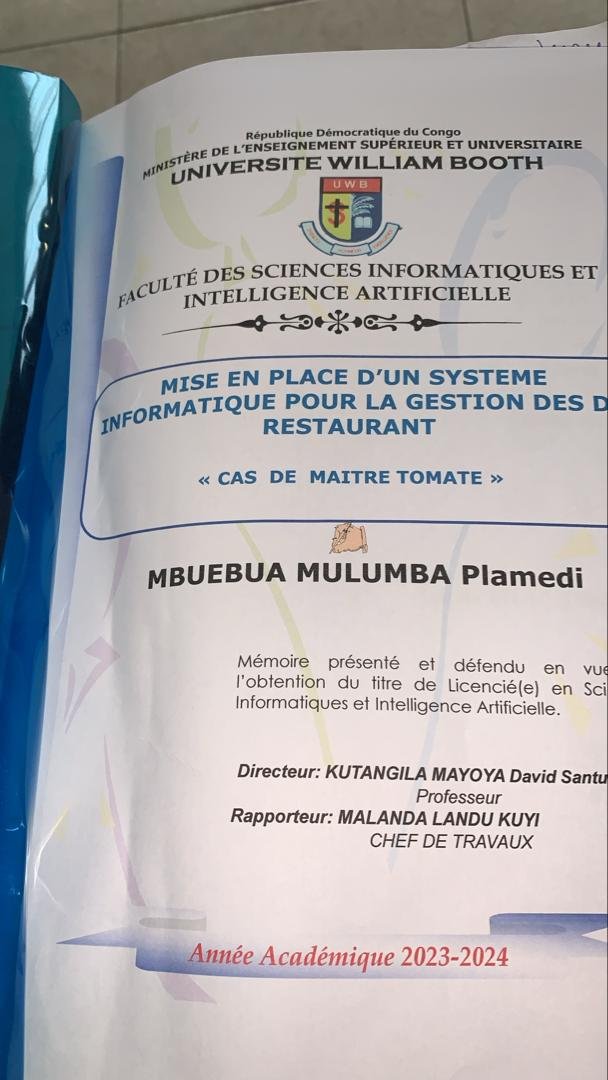 République Démocratique du Congo
MINISTÈRE DE L'ENSEIGNEMENT SUPÉRIEUR ET UNIVERSITAIRE
UNIVERSITE WILLIAM BOOTH
UWB
FACULTÉ DES SCIENCES INFORMATIQUES ET
INTELLIGENCE ARTIFICIELLE
MISE EN PLACE D'UN SYSTEME
INFORMATIQUE POUR LA GESTION DES D
RESTAURANT
« CAS DE MAITRE TOMATE »
MBUEBUA MULUMBA Plamedi
Mémoire présenté et défendu en vue
l'obtention du titre de Licencié(e) en Sci
Informatiques et Intelligence Artificielle.
Directeur: KUTANGILA MAYOYA David Santu
Professeur
Rapporteur: MALANDA LANDU KUYI
CHEF DE TRAVAUX
Année Académique 2023-2024